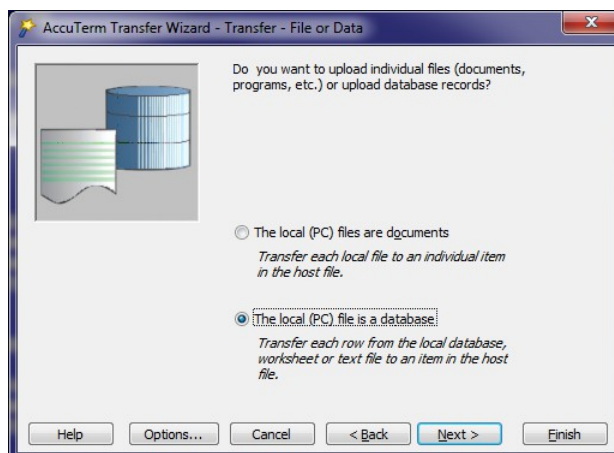 AccuTerm Transfer Wizard - Transfer - File or Data
Do you want to upload individual files (documents,
programs, etc.) or upload database records?
The local (PC) files are documents
Transfer each local file to an individual item
in the host file.
The local (PC) file is a database
Transfer each row from the local database,
worksheet or text file to an item in the host
file.
Help Options... Cancel < Back Next > Finish